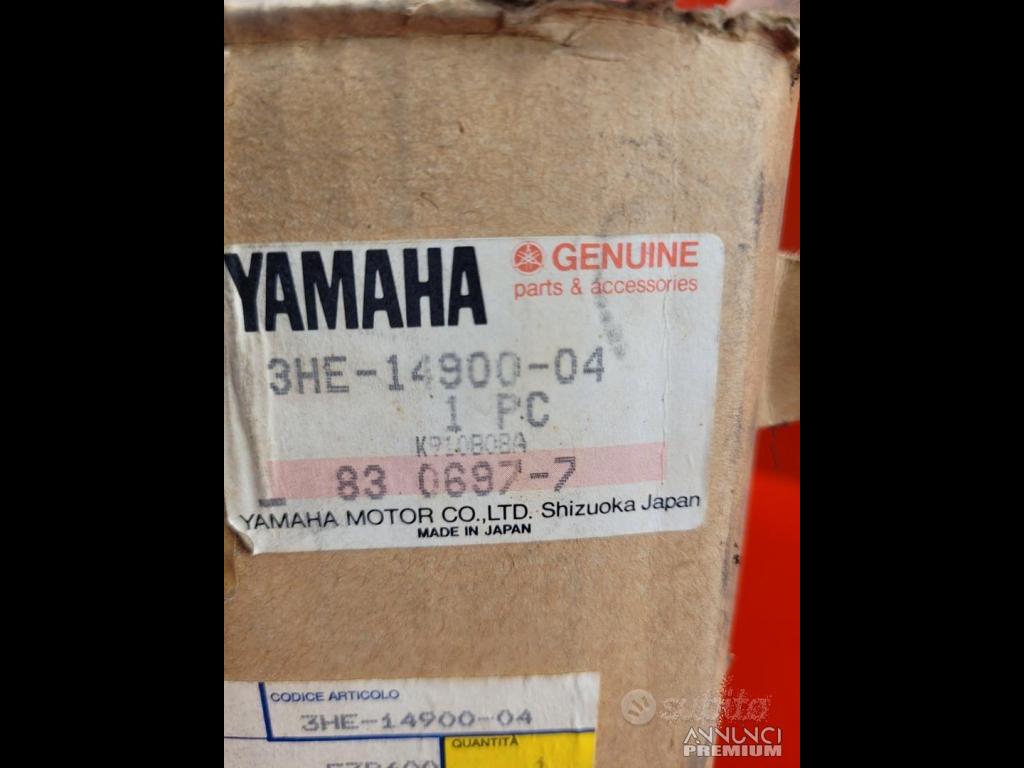 YAMAHA
GENUINE
parts & accessories
3HE-14900-04
1 PC
83 0697-7
YAMAHA MOTOR CO.,LTD. Shizuoka Japan
MADE IN JAPAN
CODICE ARTICOLO
3HE-14900-04
QUANTITÀ
1
subito
ANNUNCI
PREMIUM